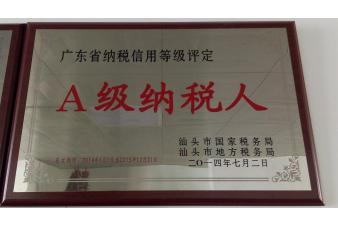 广东省纳税信用等级评定
A级纳税人
汕头市国家税务局
汕头市地方税务局
二〇一四年七月二日